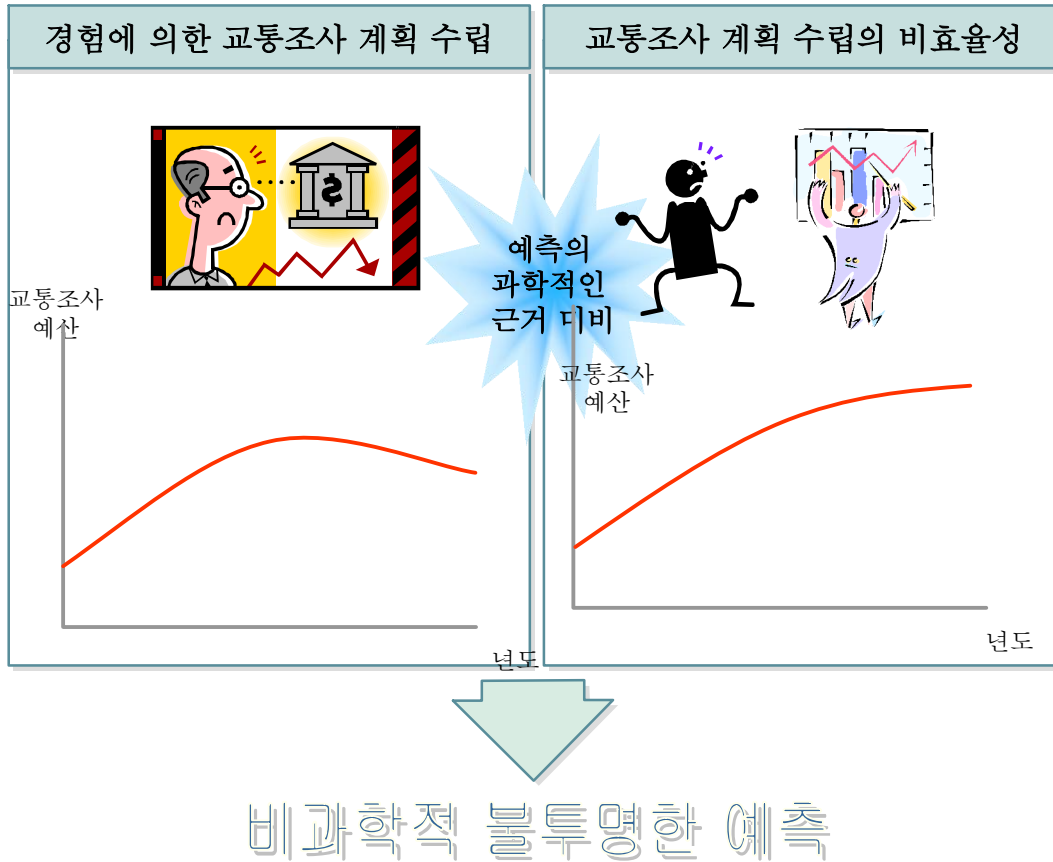 경험에 의한 교통조사 계획 수립
교통조사 계획 수립의 비효율성
예측의
과학적인
근거 미비
교통조사
예산
년도
교통조사
예산
년도
비과학적 불투명한 예측